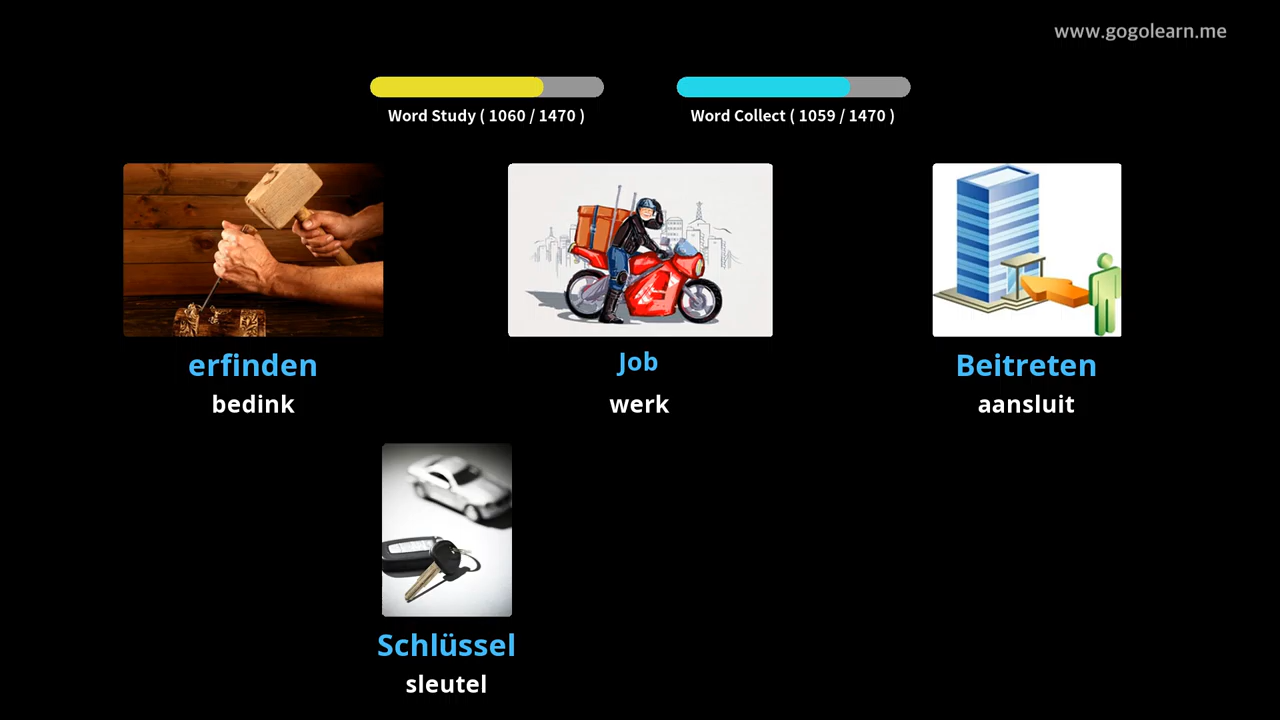 www.gogolearn.me
Word Study ( 1060 / 1470 )
Word Collect ( 1059 / 1470 )
erfinden
bedink
Job
werk
Beitreten
aansluit
Schlüssel
sleutel